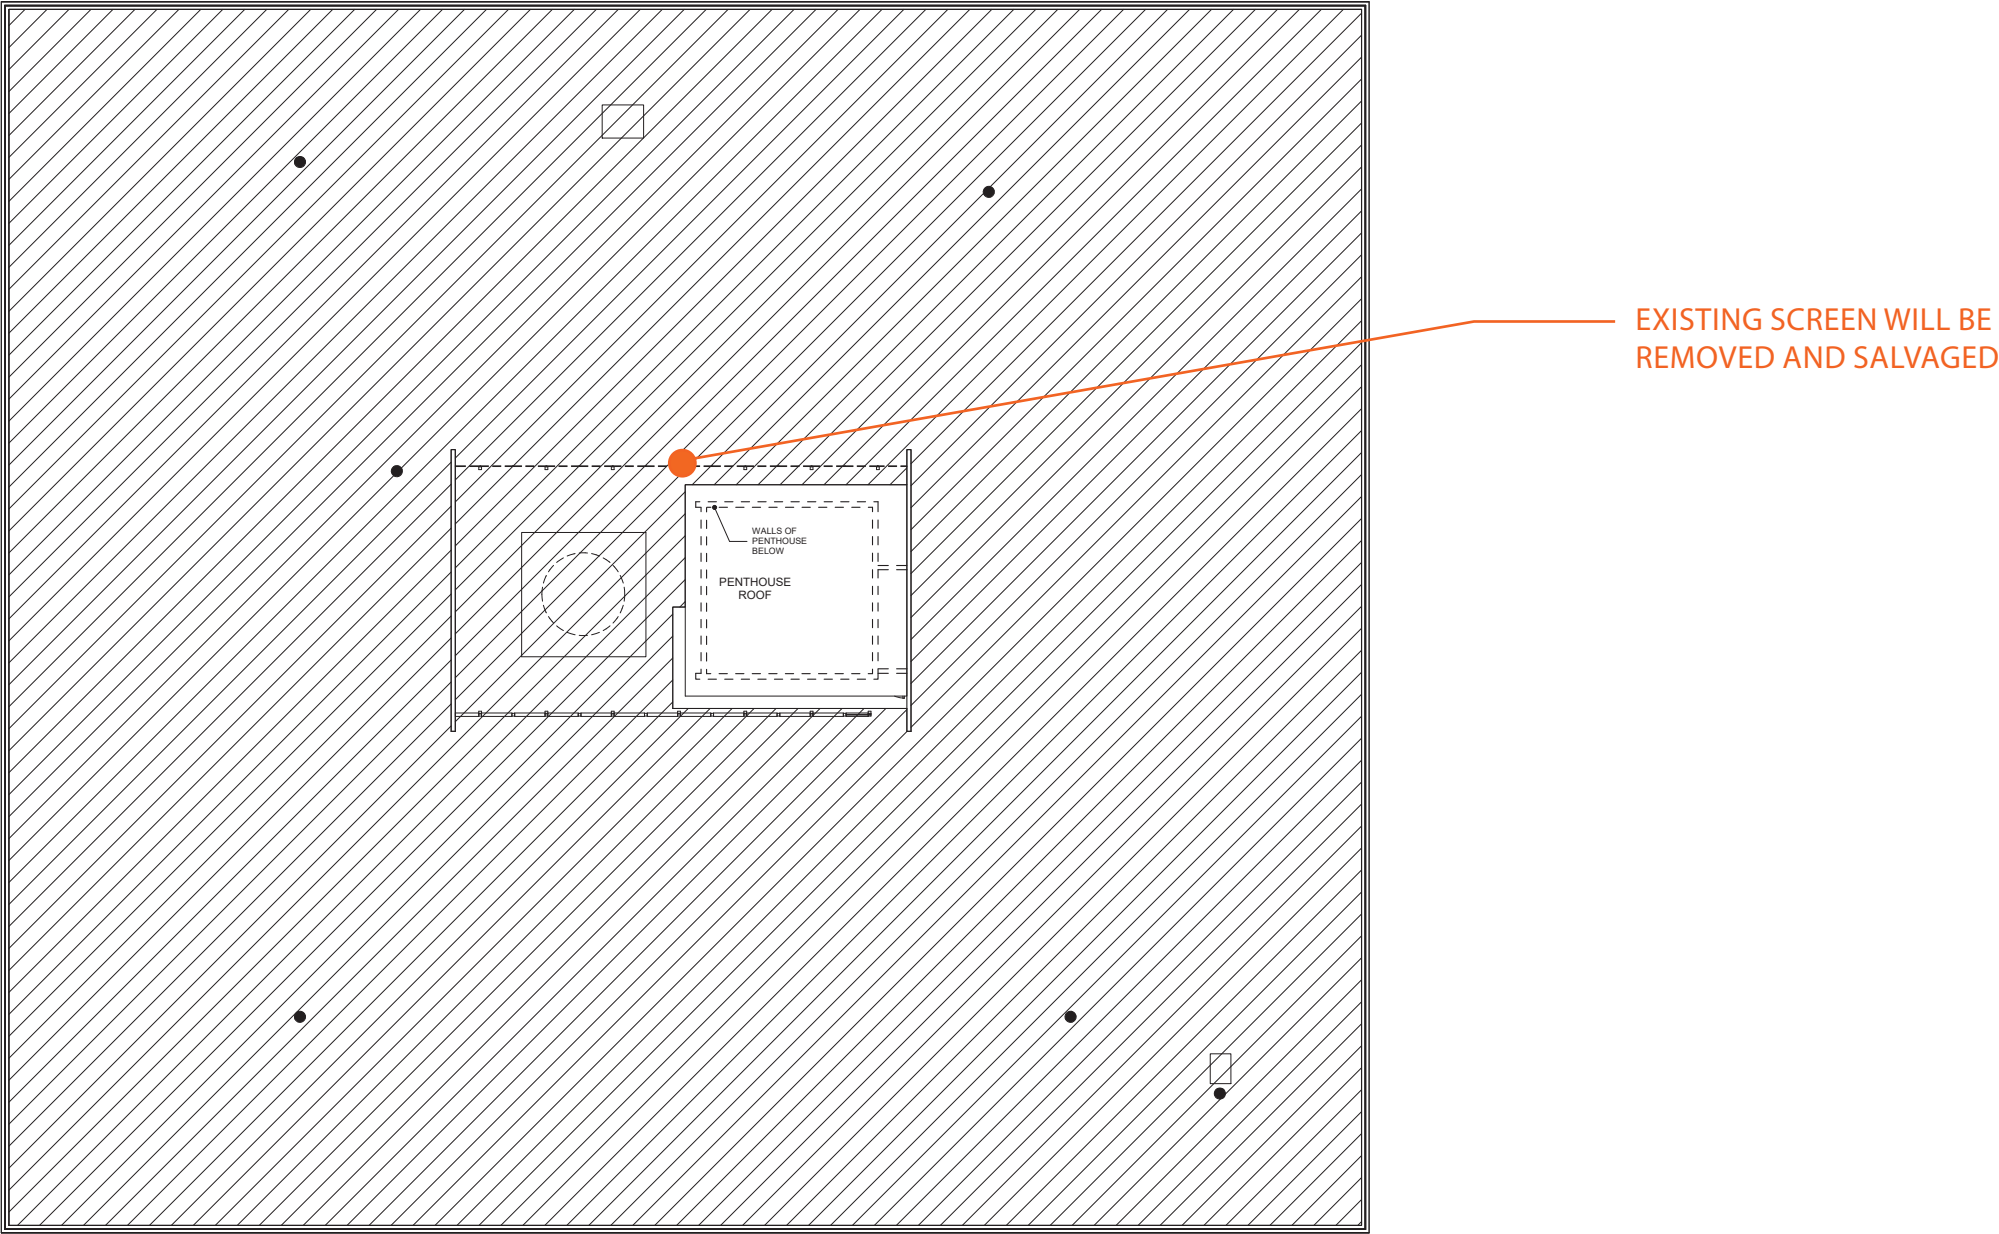 EXISTING SCREEN WILL BE
REMOVED AND SALVAGED
WALLS OF
PENTHOUSE
BELOW
PENTHOUSE
ROOF